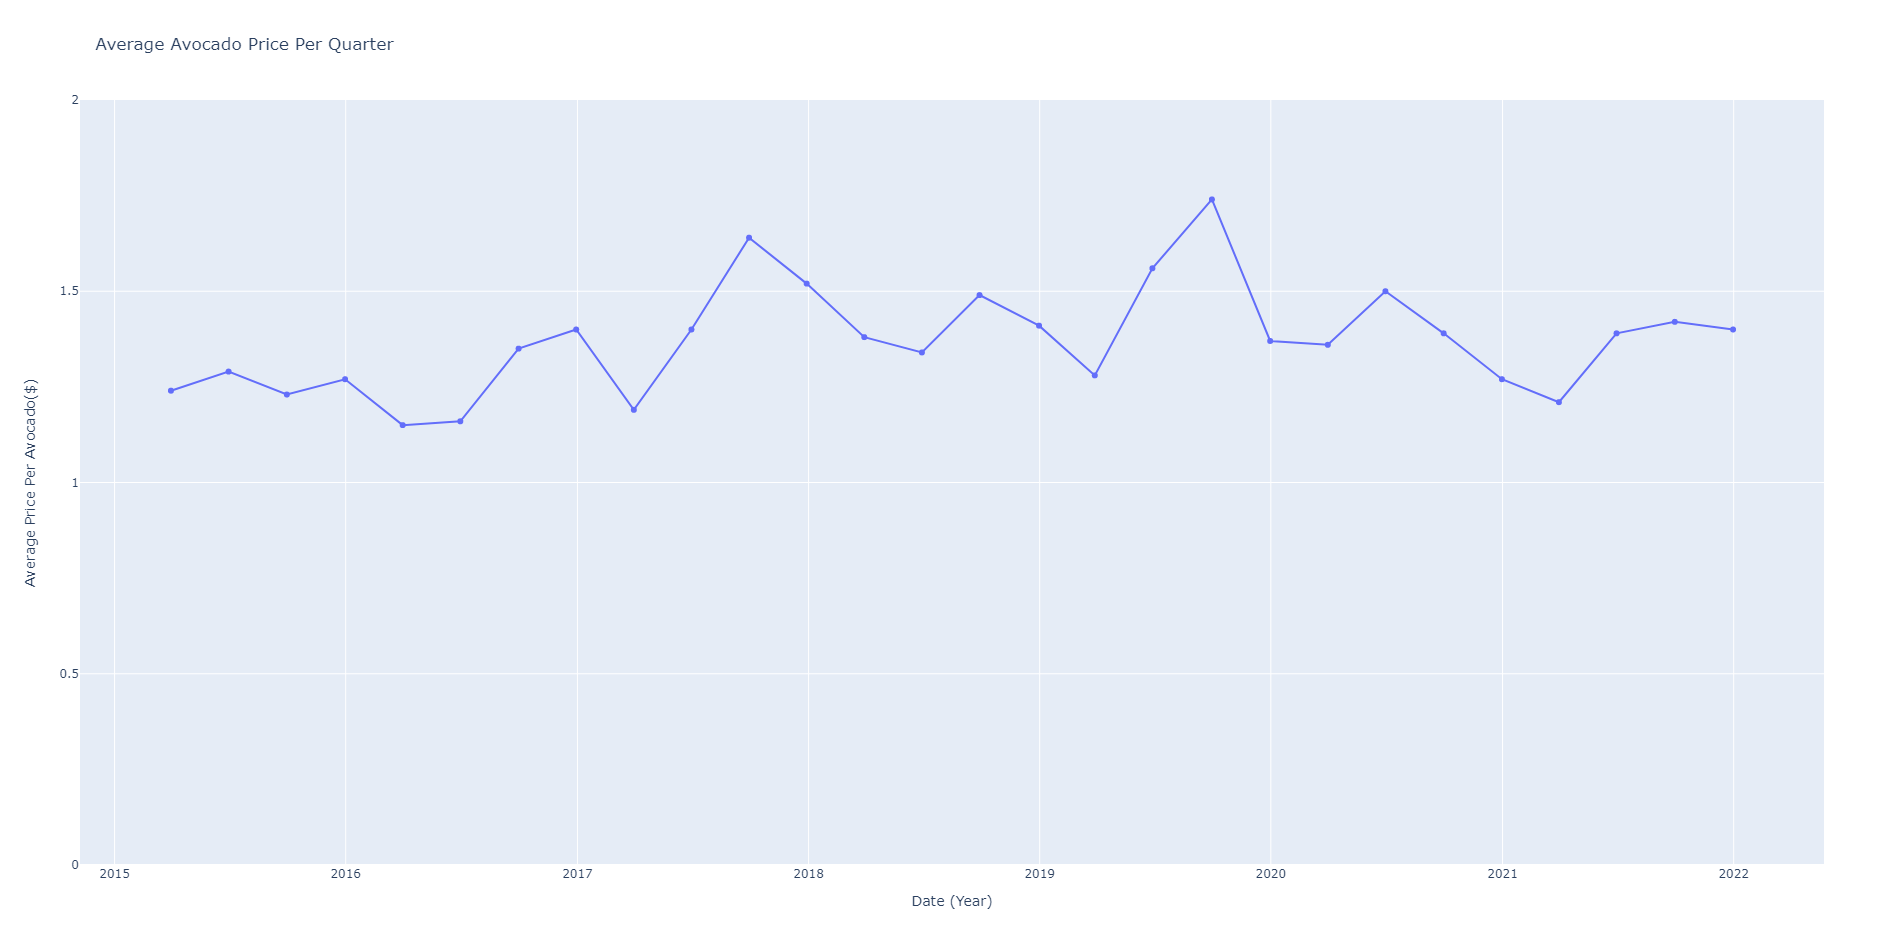 Average Avocado Price Per Quarter
2
1.5
1
0.5
0
Average Price Per Avocado($)
2015 2016 2017 2018 2019 2020 2021 2022
Date (Year)